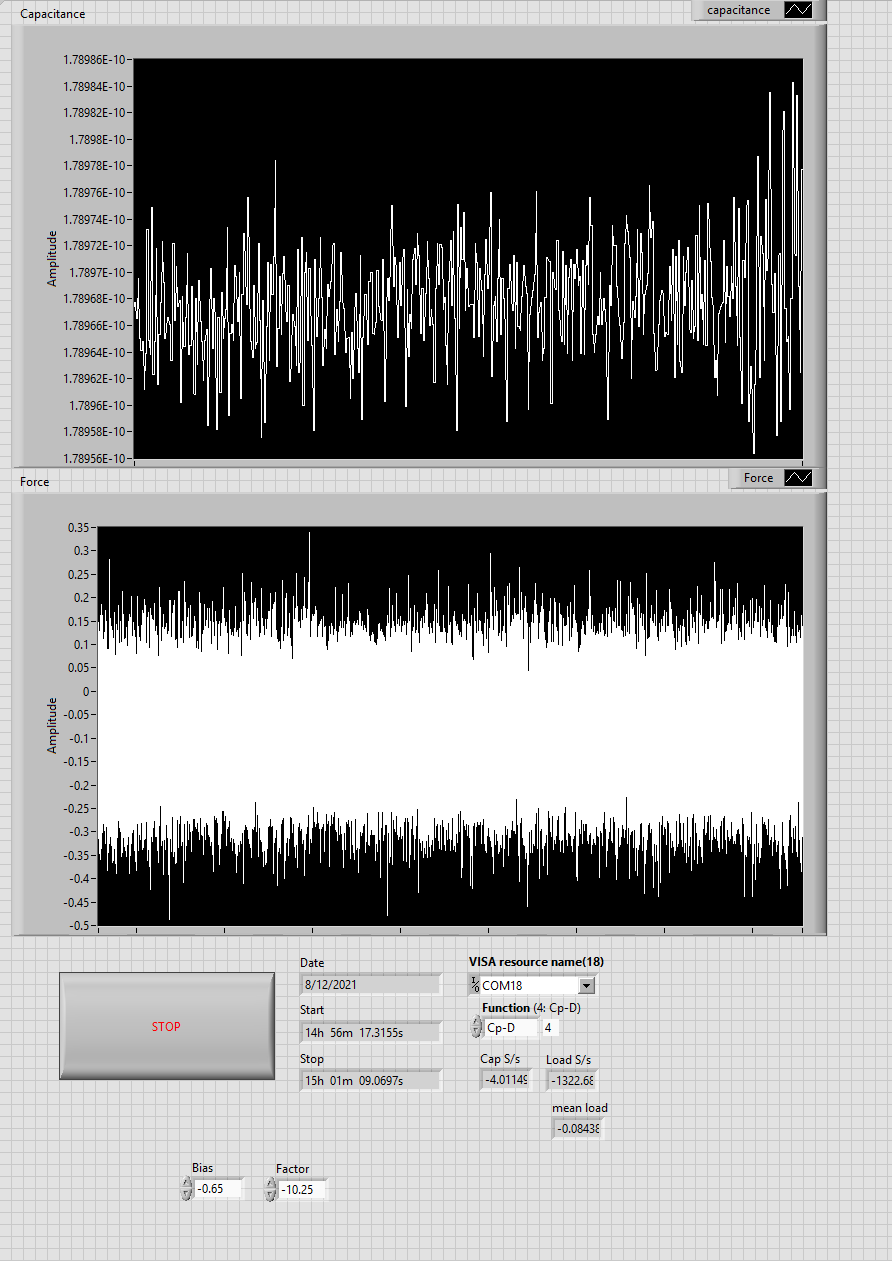 Capacitance
capacitance
1.78986E-10
1.78984E-10
1.78982E-10
1.7898E-10
1.78978E-10
1.78976E-10
1.78974E-10
1.78972E-10
1.7897E-10
1.78968E-10
1.78966E-10
1.78964E-10
1.78962E-10
1.7896E-10
1.78958E-10
1.78956E-10
Amplitude
Force
Force
0.35
0.3
0.25
0.2
0.15
0.1
0.05
0
-0.05
-0.1
-0.15
-0.2
-0.25
-0.3
-0.35
-0.4
-0.45
-0.5
Amplitude
STOP
Date
8/12/2021
Start
14h 56m 17.3155s
Stop
15h 01m 09.0697s
VISA resource name(18)
I/O COM18
Function (4: Cp-D)
Cp-D 4
Cap S/s Load S/s
-4.01149 -1322.68
mean load
-0.08438
Bias Factor
-0.65 -10.25